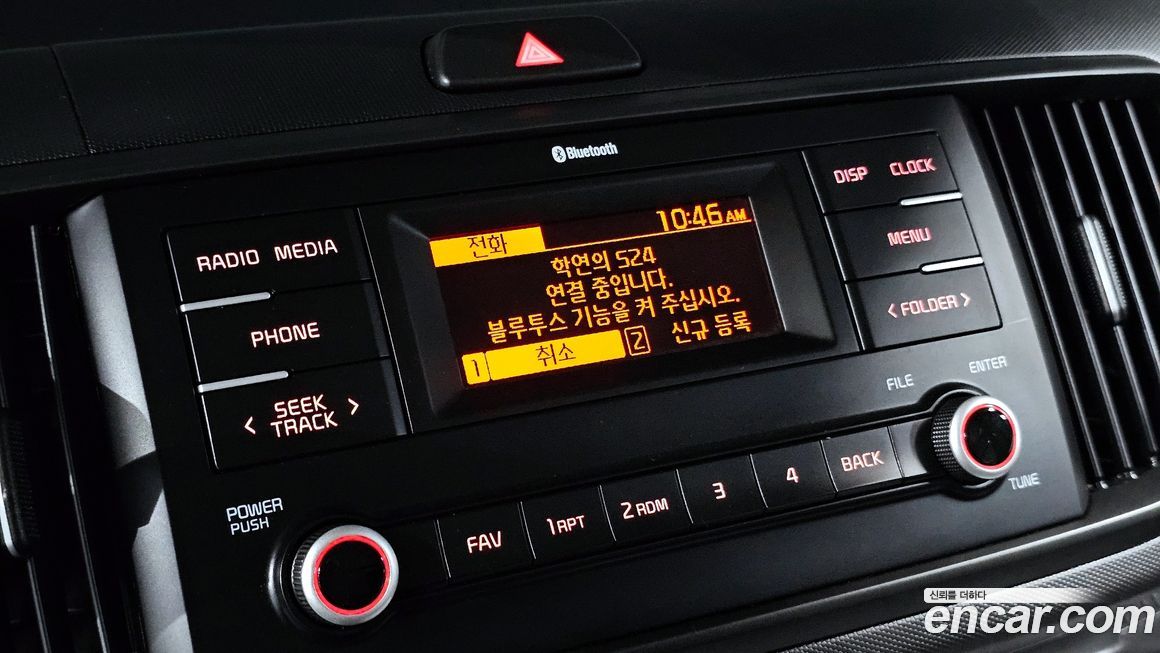 Bluetooth
DISP CLOCK
RADIO MEDIA
전화 10:46 AM
학연의 S24
연결 중입니다.
블루투스 기능을 켜 주십시오.
1 취소 2 신규 등록
MENU
PHONE
< FOLDER >
< SEEK TRACK >
FILE ENTER
TUNE
POWER
PUSH
FAV 1 RPT 2 RDM 3 4 BACK
신뢰를 더하다
encar.com